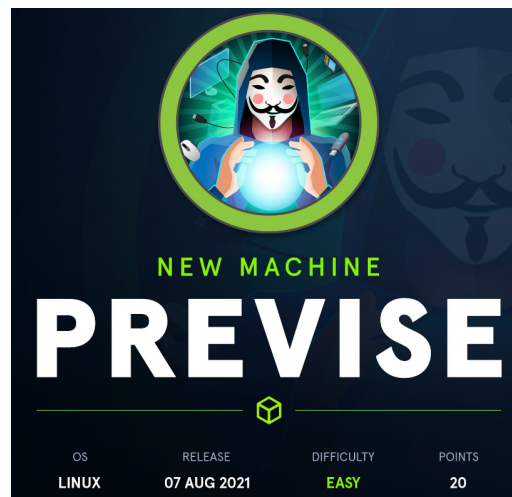 NEW MACHINE
PREVISE
OS RELEASE DIFFICULTY POINTS
LINUX 07 AUG 2021 EASY 20